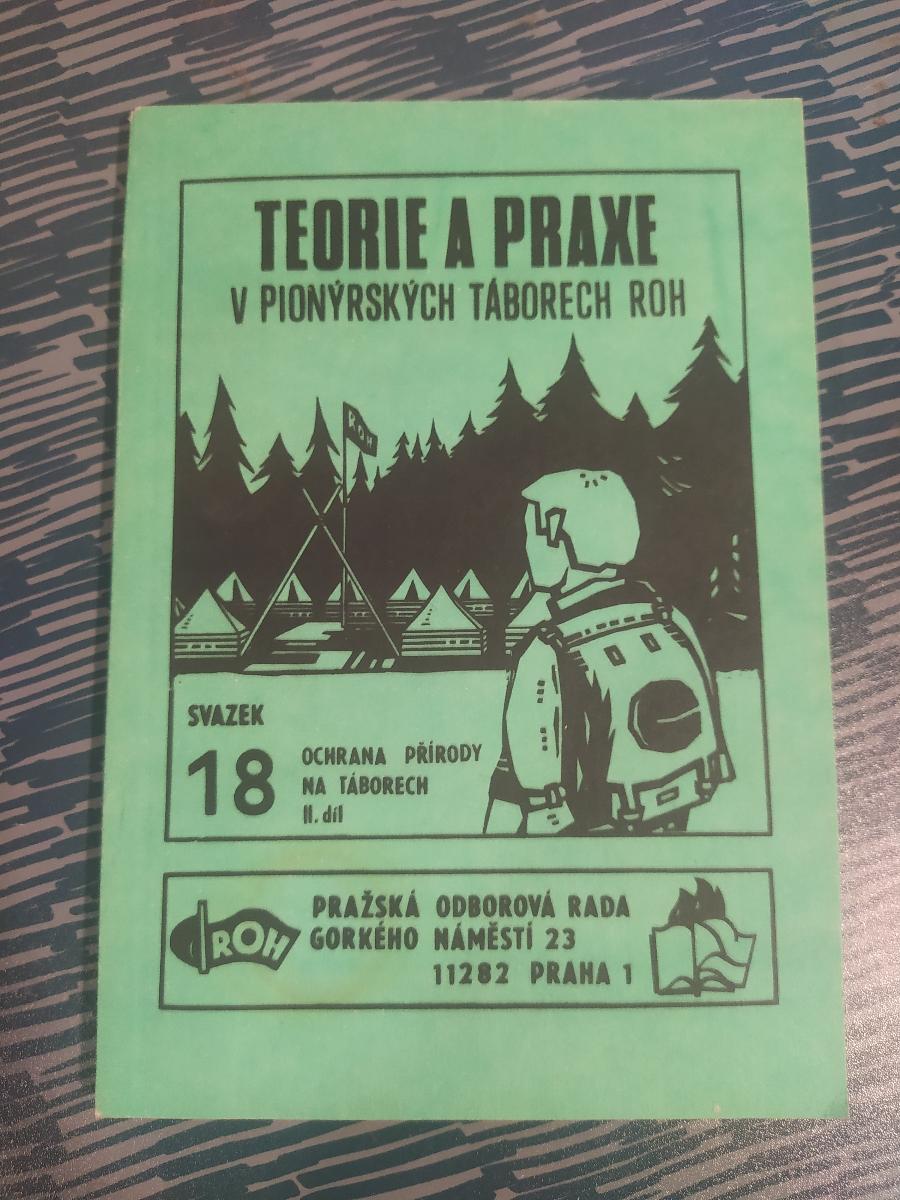 TEORIE A PRAXE
V PIONÝRSKÝCH TÁBORECH ROH
ROH
SVAZEK
18
OCHRANA PŘÍRODY
NA TÁBORECH
II. díl
ROH
PRAŽSKÁ ODBOROVÁ RADA
GORKÉHO NÁMĚSTÍ 23
11282 PRAHA 1